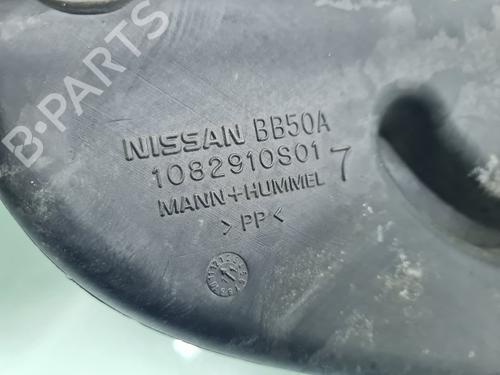 NISSAN BB50A
1082910S01 7
MANN+HUMMEL
>PP<
B-PARTS